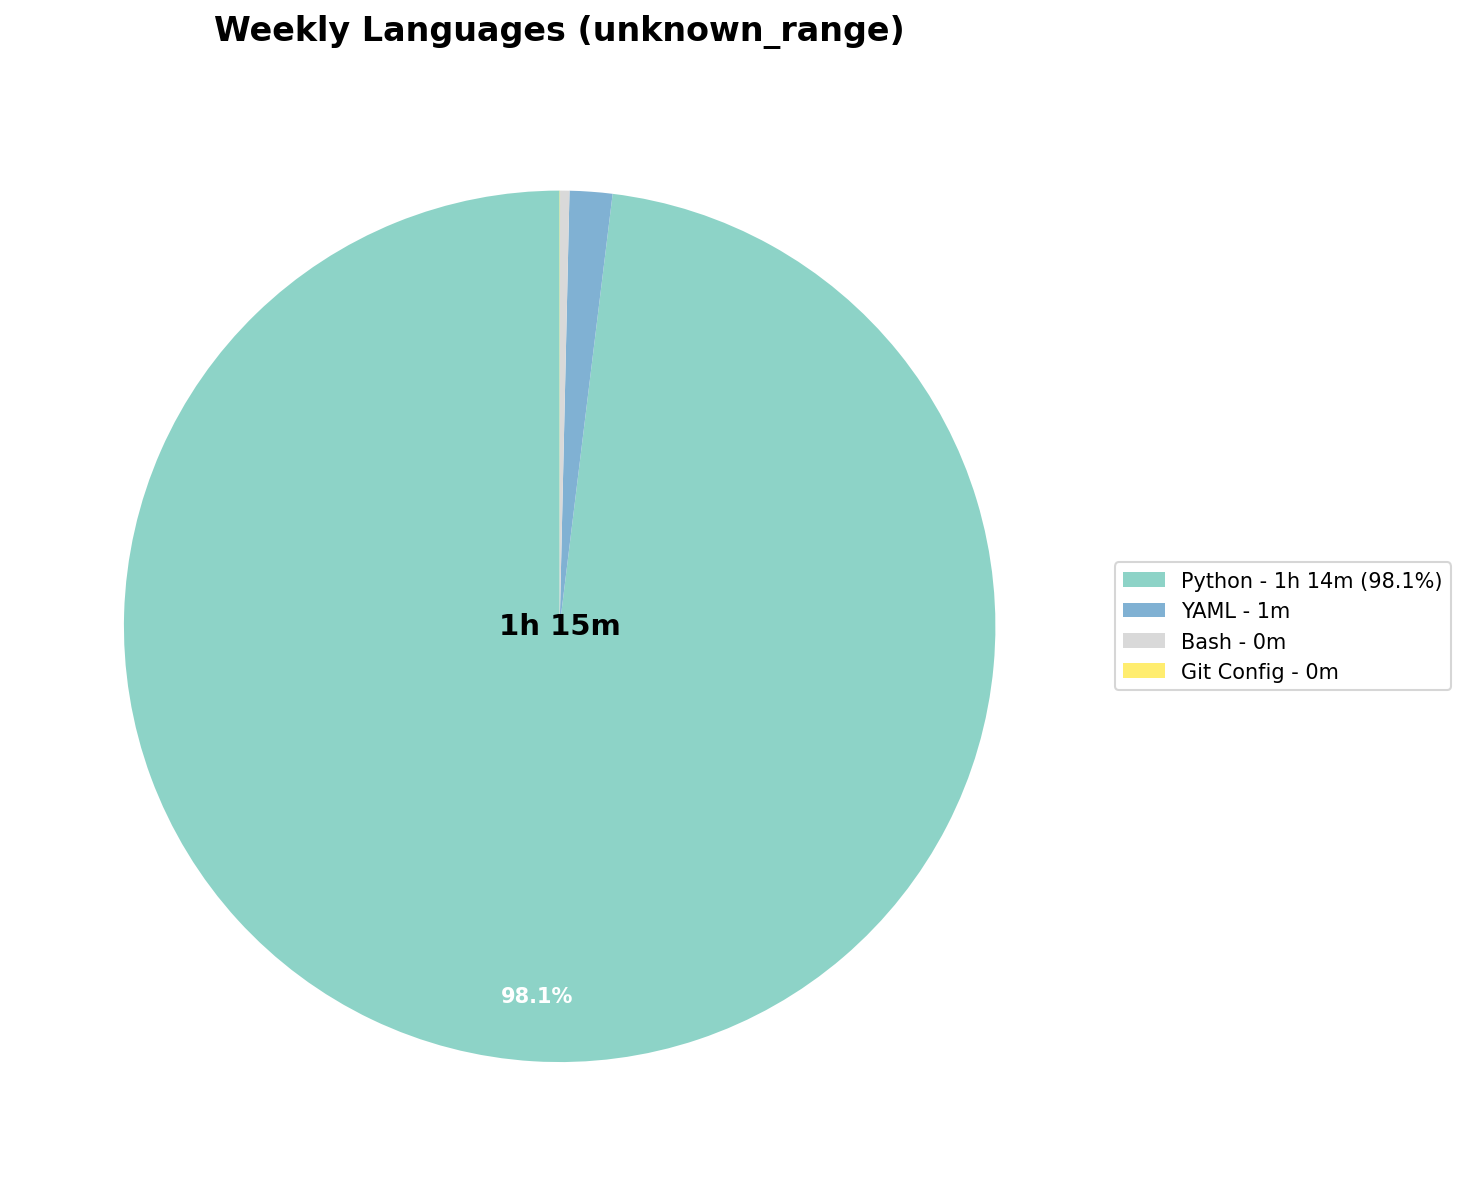 Weekly Languages (unknown_range)
1h 15m
98.1%
Python - 1h 14m (98.1%)
YAML - 1m
Bash - 0m
Git Config - 0m